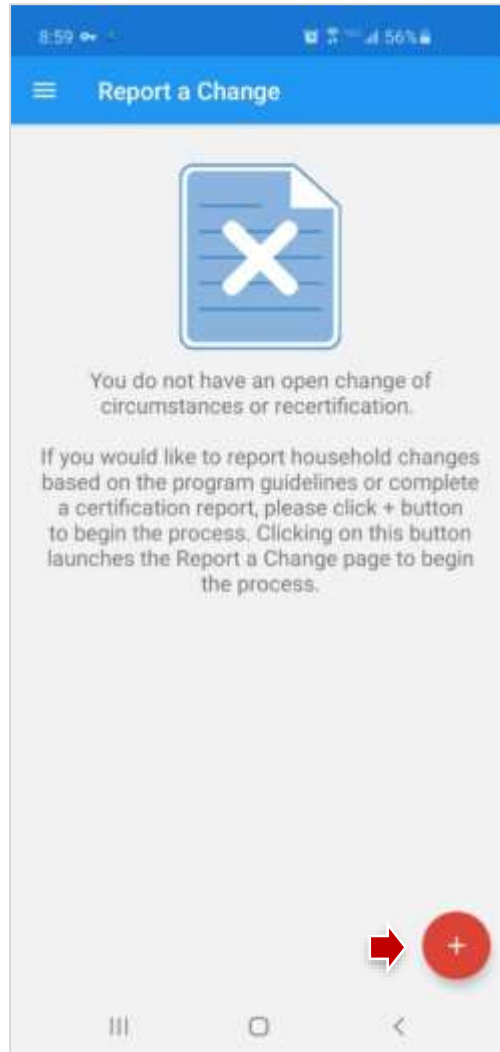 8:59
56%
Report a Change
You do not have an open change of
circumstances or recertification.
If you would like to report household changes
based on the program guidelines or complete
a certification report, please click + button
to begin the process. Clicking on this button
launches the Report a Change page to begin
the process.
+